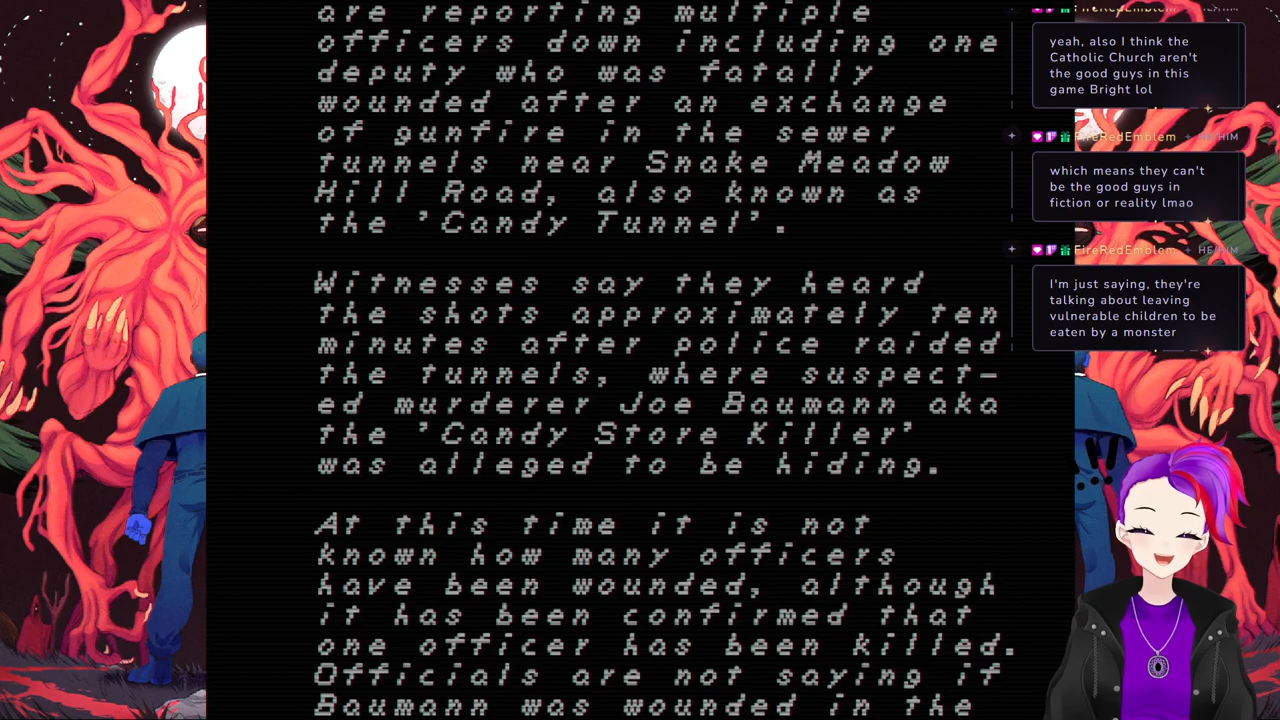 are reporting multiple
officers down including one
deputy who was fatally
wounded after an exchange
of gunfire in the sewer
tunnels near Snake Meadow
Hill Road, also known as
the 'Candy Tunnel'.
Witnesses say they heard
the shots approximately ten
minutes after police raided
the tunnels, where suspect-
ed murderer Joe Baumann aka
the 'Candy Store Killer'
was alleged to be hiding.
At this time it is not
known how many officers
have been wounded, although
it has been confirmed that
one officer has been killed.
Officials are not saying if
Baumann was wounded in the
FireRedEmblem HE/HIM
yeah, also I think the
Catholic Church aren't
the good guys in this
game Bright lol
FireRedEmblem HE/HIM
which means they can't
be the good guys in
fiction or reality lmao
FireRedEmblem HE/HIM
I'm just saying, they're
talking about leaving
vulnerable children to be
eaten by a monster